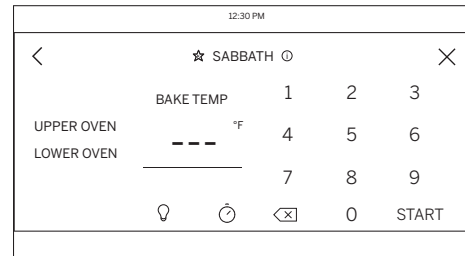 12:30 PM
SABBATH
BAKE TEMP
1 2 3
UPPER OVEN
LOWER OVEN
--- °F
4 5 6
7 8 9
0 START